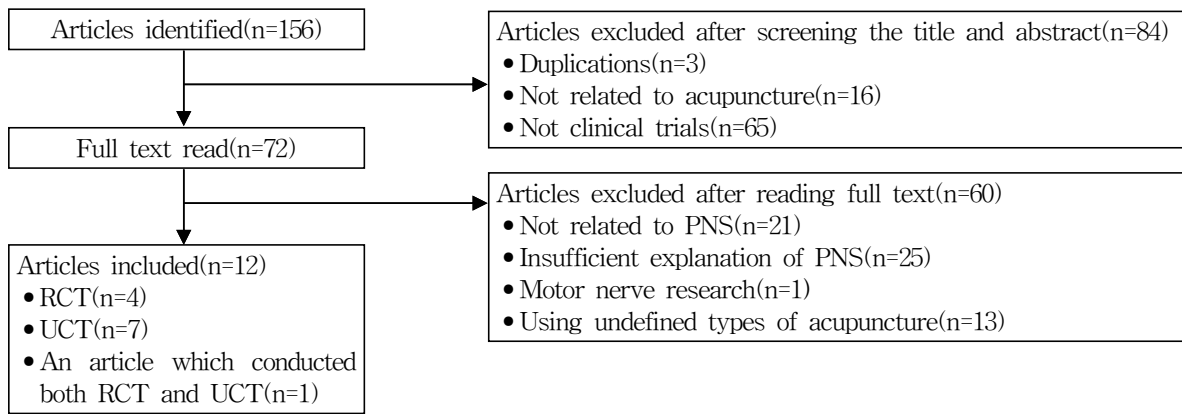 Articles identified(n=156)
Articles excluded after screening the title and abstract(n=84)
• Duplications(n=3)
• Not related to acupuncture(n=16)
• Not clinical trials(n=65)
Full text read(n=72)
Articles excluded after reading full text(n=60)
• Not related to PNS(n=21)
• Insufficient explanation of PNS(n=25)
• Motor nerve research(n=1)
• Using undefined types of acupuncture(n=13)
Articles included(n=12)
• RCT(n=4)
• UCT(n=7)
• An article which conducted
both RCT and UCT(n=1)